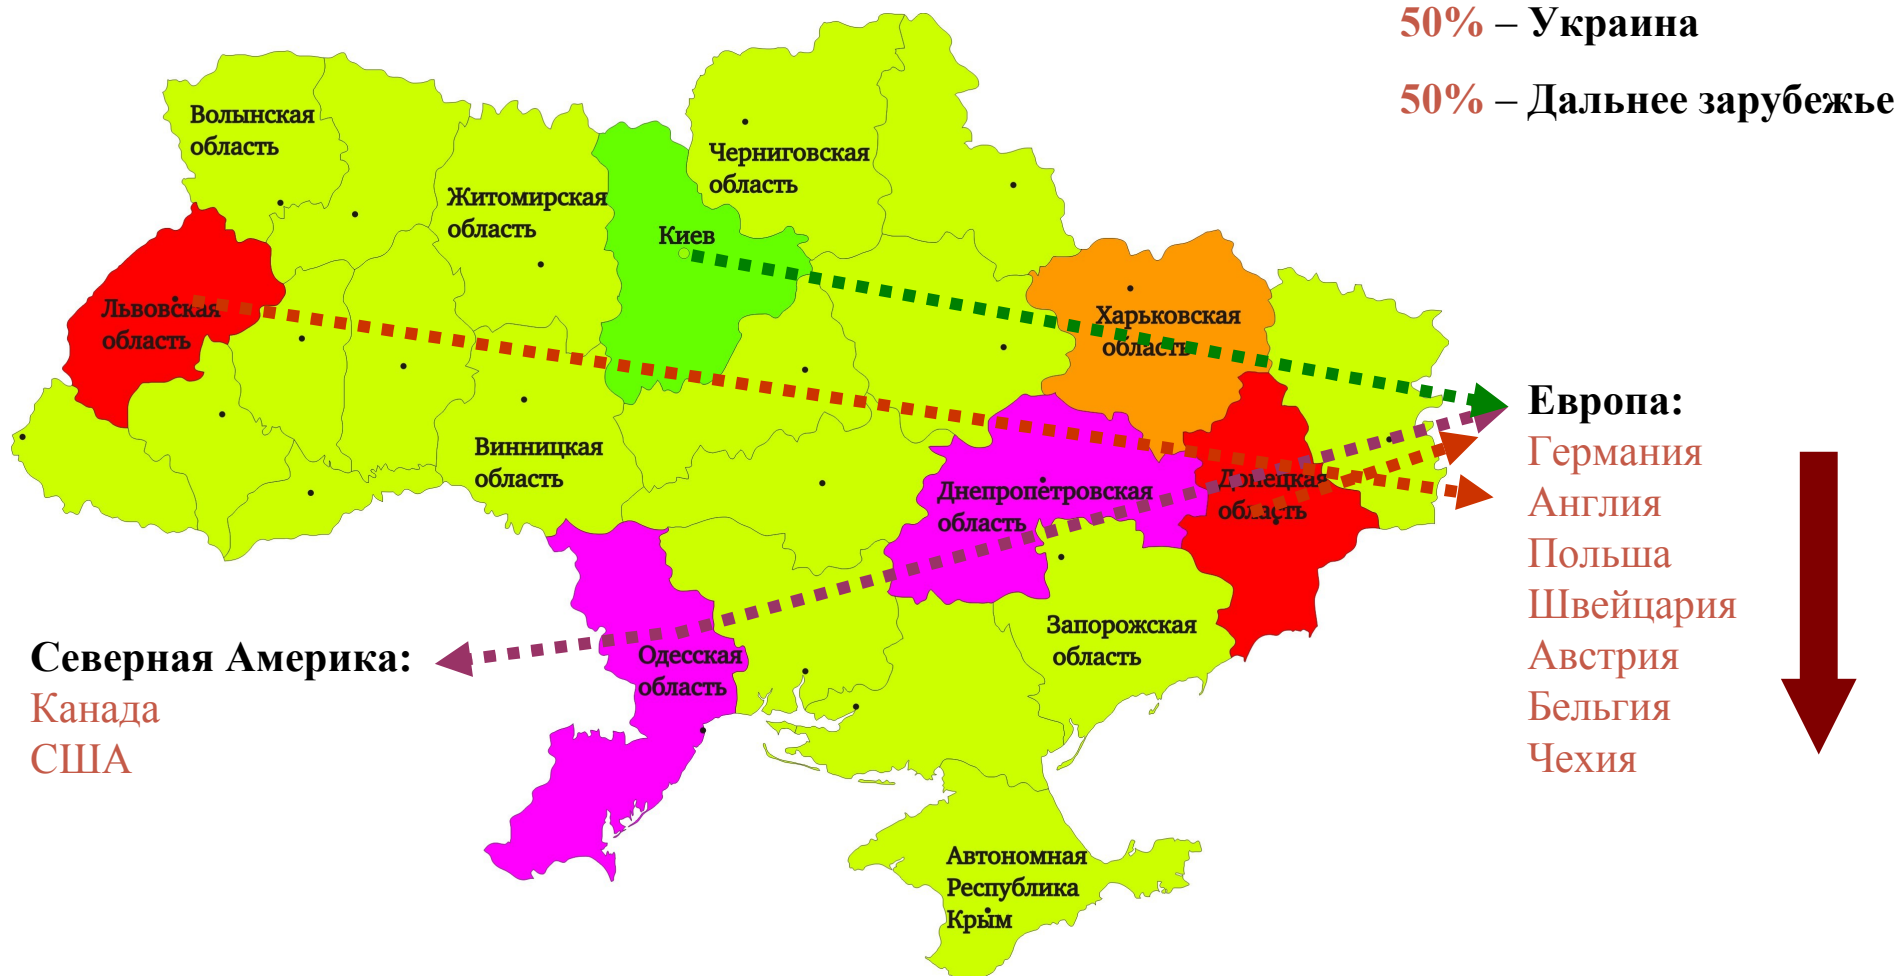 50% – Украина
50% – Дальнее зарубежье
Волынская
область
Черниговская
область
Житомирская
область
Киев
Львовская
область
Харьковская
область
Винницкая
область
Днепропетровская
область
Донецкая
область
Запорожская
область
Одесская
область
Автономная
Республика
Крым
Северная Америка:
Канада
США
Европа:
Германия
Англия
Польша
Швейцария
Австрия
Бельгия
Чехия